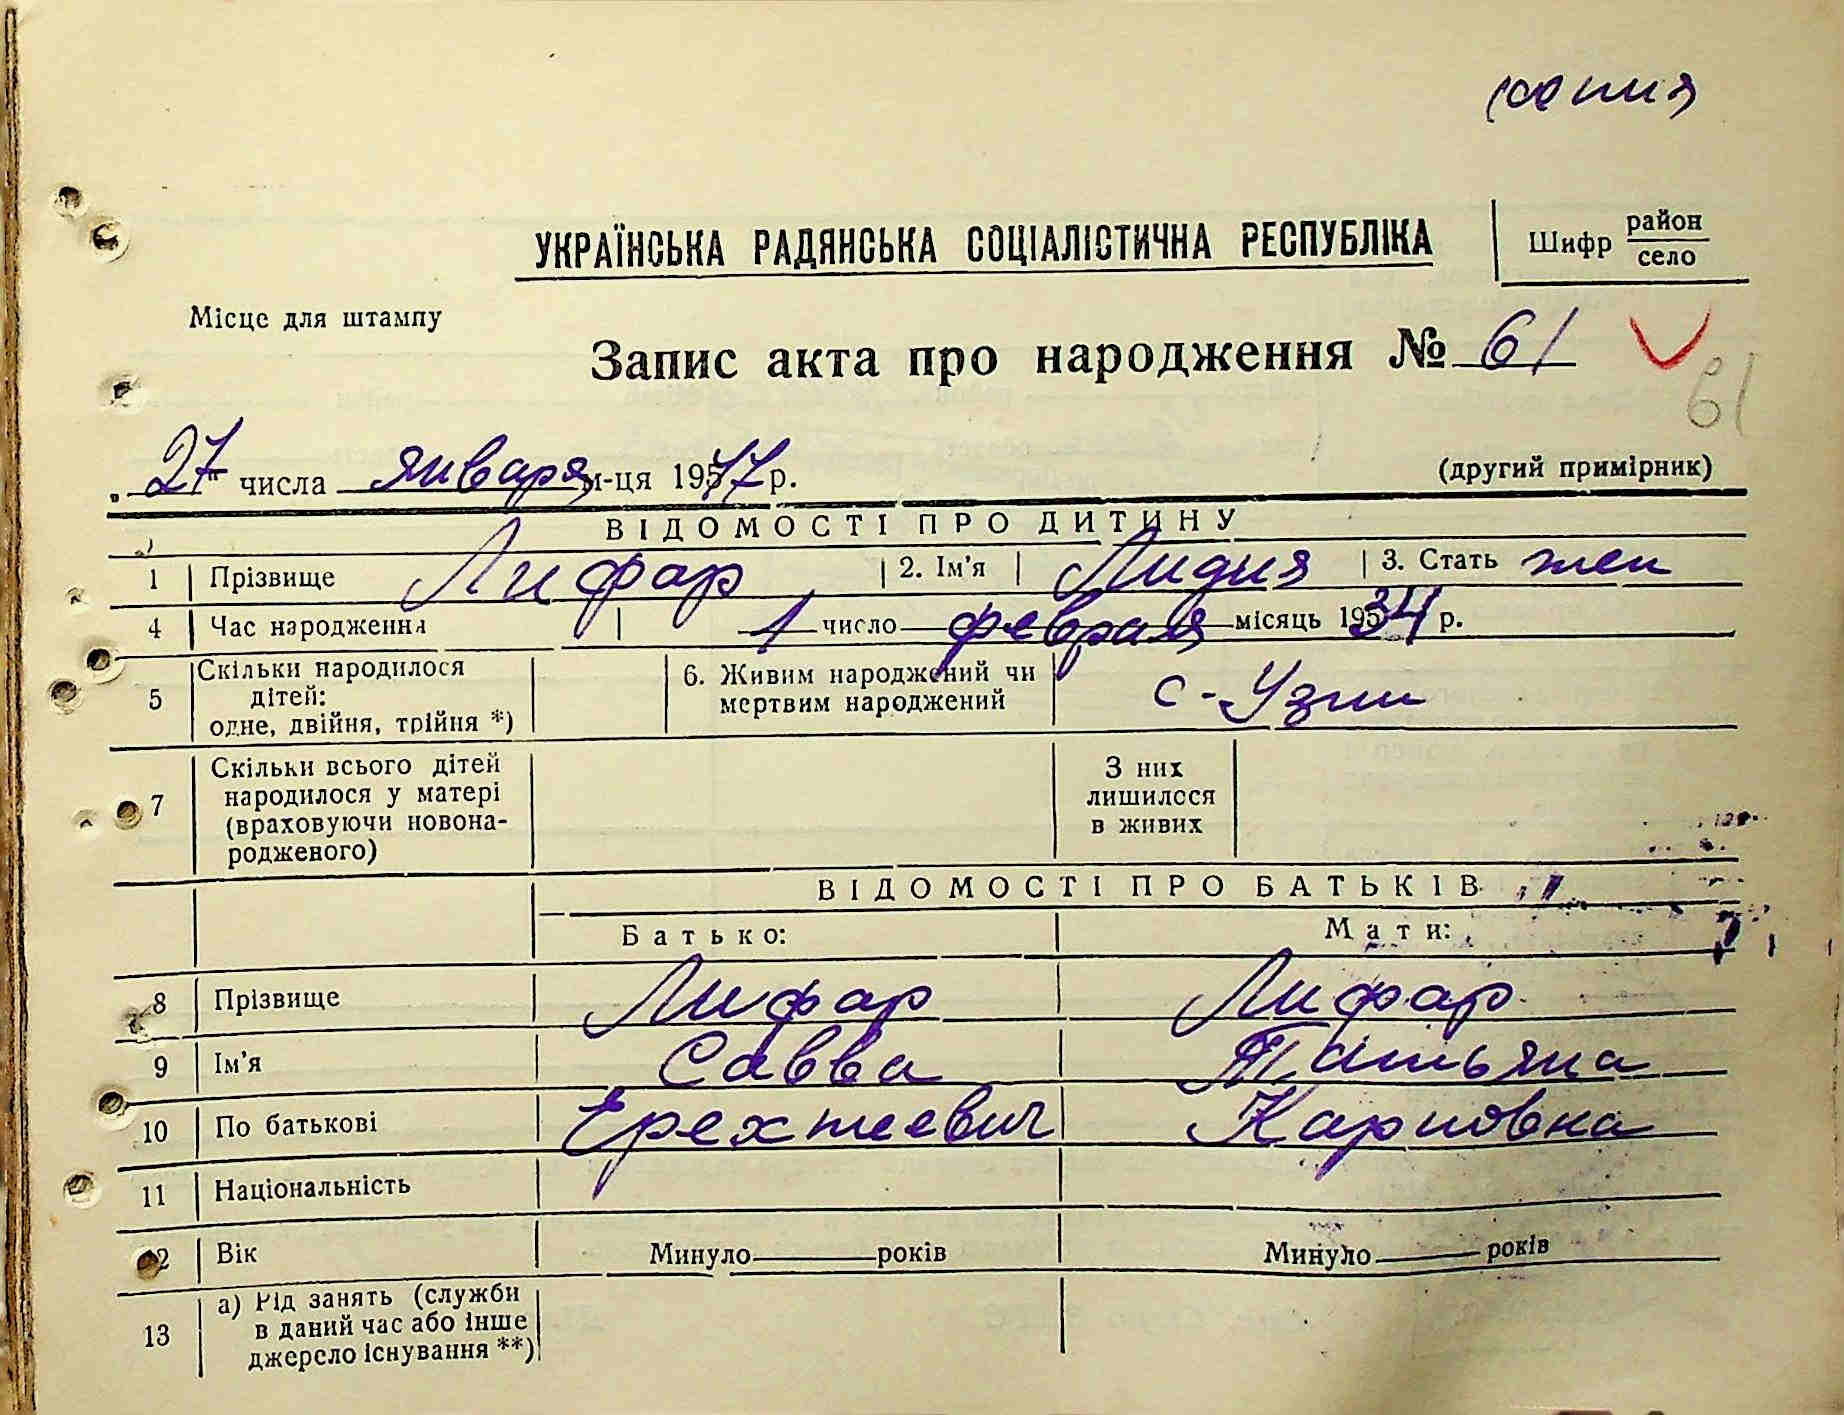 копия
УКРАЇНСЬКА РАДЯНСЬКА СОЦІАЛІСТИЧНА РЕСПУБЛІКА
Шифр район
село
Місце для штампу
Запис акта про народження № 61
61
„27" числа января м-ця 1957 р.
(другий примірник)
ВІДОМОСТІ ПРО ДИТИНУ
1 Прізвище Лифар 2. Ім'я Лидия 3. Стать жен
4 Час народження 1 число февраля місяць 1934 р.
5 Скільки народилося дітей: одне, двійня, трійня *)
6. Живим народжений чи мертвим народжений
с-Узин
7 Скільки всього дітей народилося у матері (враховуючи новона-родженого)
З них лишилося в живих
ВІДОМОСТІ ПРО БАТЬКІВ
Батько: Мати:
8 Прізвище Лифар Лифар
9 Ім'я Савва Татьяна
10 По батькові Ерехтеевич Карповна
11 Національність
12 Вік Минуло років Минуло років
13 а) Рід занять (служби в даний час або інше джерело існування **)